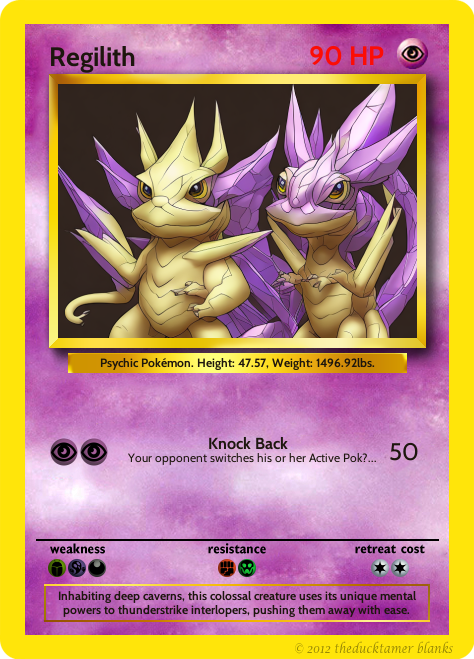 Regilith 90 HP
Psychic Pokémon. Height: 47.57, Weight: 1496.92lbs.
Knock Back
Your opponent switches his or her Active Pok?... 50
weakness resistance retreat cost
Inhabiting deep caverns, this colossal creature uses its unique mental
powers to thunderstrike interlopers, pushing them away with ease.
© 2012 theducktamer blanks